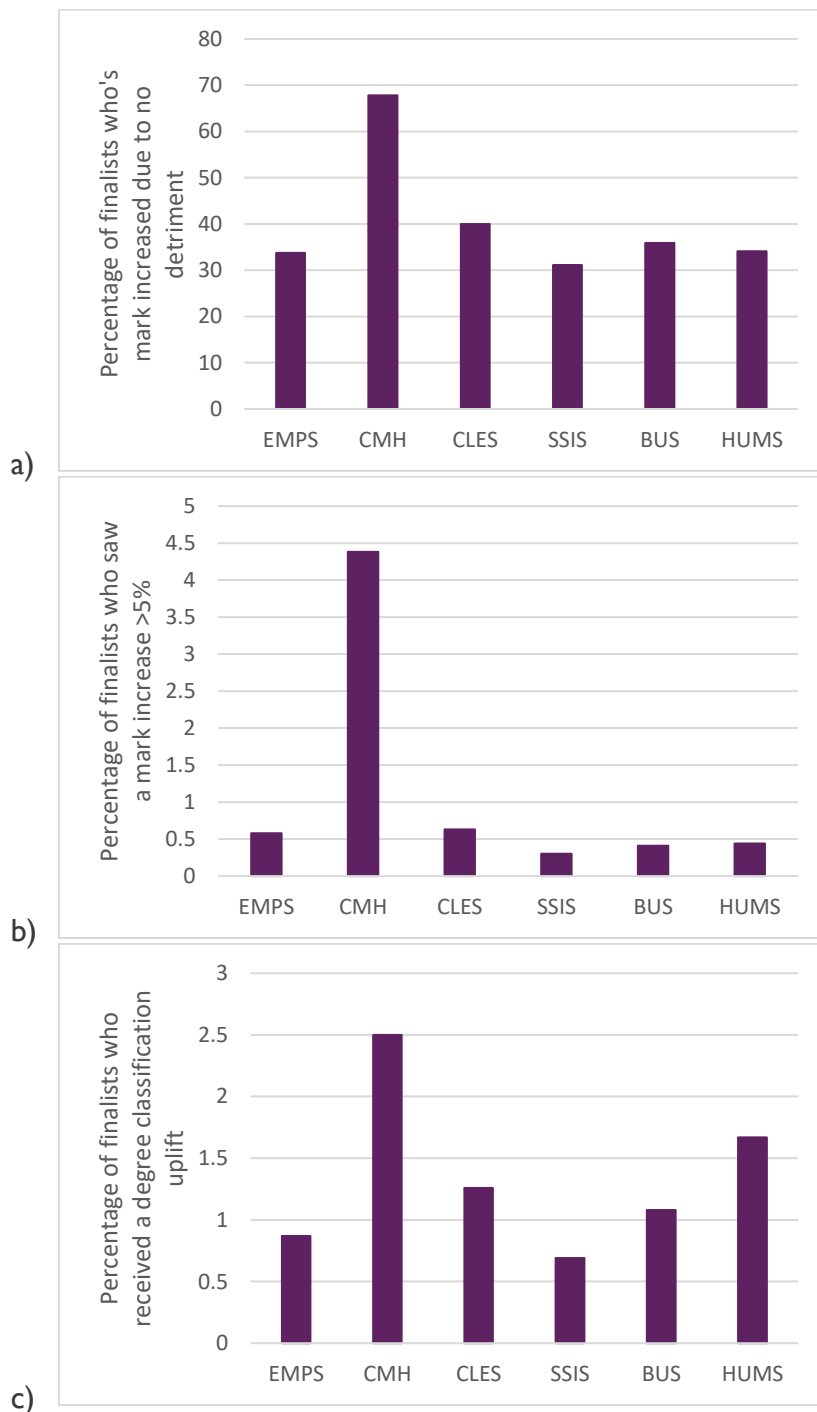 Percentage of finalists who's
mark increased due to no
detriment
80
70
60
50
40
30
20
10
0
EMPS CMH CLES SSIS BUS HUMS
a)
Percentage of finalists who saw
a mark increase >5%
5
4.5
4
3.5
3
2.5
2
1.5
1
0.5
0
EMPS CMH CLES SSIS BUS HUMS
b)
Percentage of finalists who
received a degree classification
uplift
3
2.5
2
1.5
1
0.5
0
EMPS CMH CLES SSIS BUS HUMS
c)